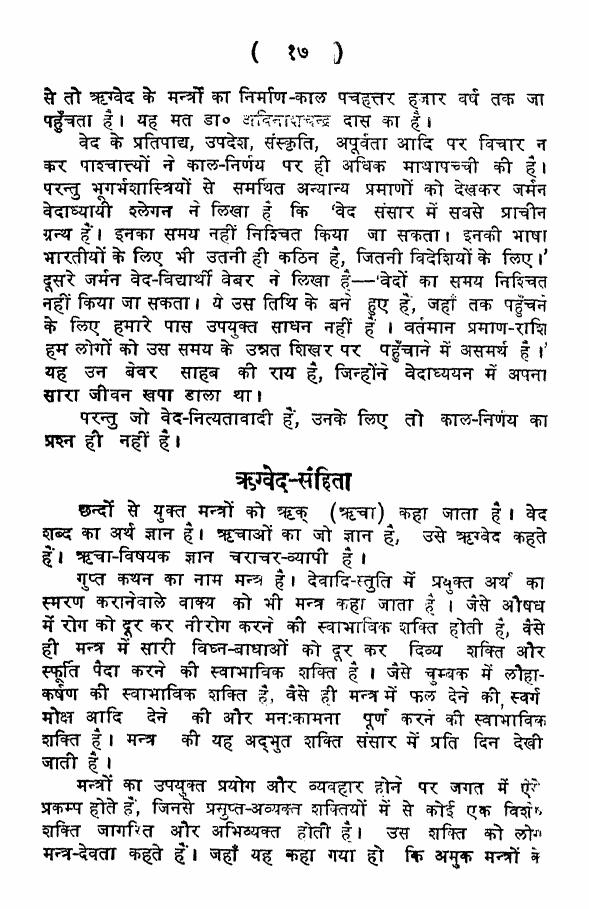 ( १७ )
से तो ऋग्वेद के मन्त्रों का निर्माण-काल पचहत्तर हजार वर्ष तक जा
पहुँचता है। यह मत डा० अविनाशचन्द्र दास का है।
वेद के प्रतिपाद्य, उपदेश, संस्कृति, अपूर्वता आदि पर विचार न
कर पाश्चात्त्यों ने काल-निर्णय पर ही अधिक माथापच्ची की है।
परन्तु भूगर्भशास्त्रियों से समर्थित अन्यान्य प्रमाणों को देखकर जर्मन
वेदाध्यायी श्लेगन ने लिखा है कि 'वेद संसार में सबसे प्राचीन
ग्रन्थ हैं। इनका समय नहीं निश्चित किया जा सकता। इनकी भाषा
भारतीयों के लिए भी उतनी ही कठिन है, जितनी विदेशियों के लिए।'
दूसरे जर्मन वेद-विद्यार्थी वेबर ने लिखा है—'वेदों का समय निश्चित
नहीं किया जा सकता। ये उस तिथि के बने हुए हैं, जहाँ तक पहुँचने
के लिए हमारे पास उपयुक्त साधन नहीं हैं। वर्तमान प्रमाण-राशि
हम लोगों को उस समय के उन्नत शिखर पर पहुँचाने में असमर्थ है।'
यह उन बेवर साहब की राय है, जिन्होंने वेदाध्ययन में अपना
सारा जीवन खपा डाला था।
परन्तु जो वेद-नित्यतावादी हैं, उनके लिए तो काल-निर्णय का
प्रश्न ही नहीं है।
ऋग्वेद-संहिता
छन्दों से युक्त मन्त्रों को ऋक् (ऋचा) कहा जाता है। वेद
शब्द का अर्थ ज्ञान है। ऋचाओं का जो ज्ञान है, उसे ऋग्वेद कहते
हैं। ऋचा-विषयक ज्ञान चराचर-व्यापी है।
गुप्त कथन का नाम मन्त्र है। देवादि-स्तुति में प्रयुक्त अर्थ का
स्मरण करानेवाले वाक्य को भी मन्त्र कहा जाता है। जैसे औषध
में रोग को दूर कर नीरोग करने की स्वाभाविक शक्ति होती है, वैसे
ही मन्त्र में सारी विघ्न-बाधाओं को दूर कर दिव्य शक्ति और
स्फूर्ति पैदा करने की स्वाभाविक शक्ति है। जैसे चुम्बक में लौहा-
कर्षण की स्वाभाविक शक्ति है, वैसे ही मन्त्र में फल देने की, स्वर्ग
मोक्ष आदि देने की और मनःकामना पूर्ण करने की स्वाभाविक
शक्ति है। मन्त्र की यह अद्भुत शक्ति संसार में प्रति दिन देखी
जाती है।
मन्त्रों का उपयुक्त प्रयोग और व्यवहार होने पर जगत में ऐसे
प्रकम्प होते हैं, जिनसे प्रसुप्त-अव्यक्त शक्तियों में से कोई एक विशेष
शक्ति जागरित और अभिव्यक्त होती है। उस शक्ति को लोग
मन्त्र-देवता कहते हैं। जहाँ यह कहा गया हो कि अमुक मन्त्रों के